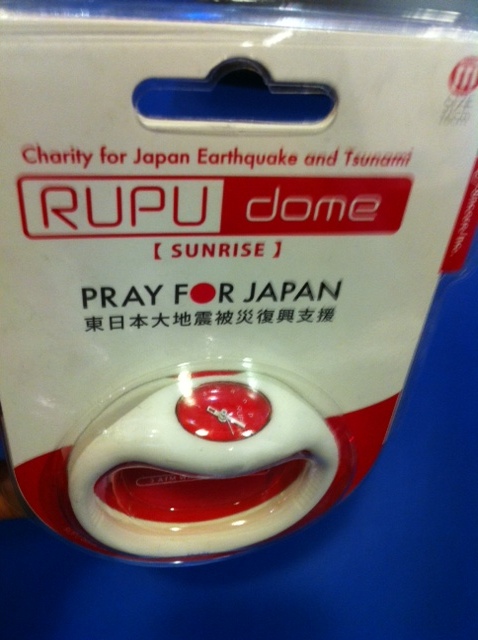 Charity for Japan Earthquake and Tsunami
RUPU dome
【 SUNRISE 】
PRAY FOR JAPAN
東日本大地震被災復興支援